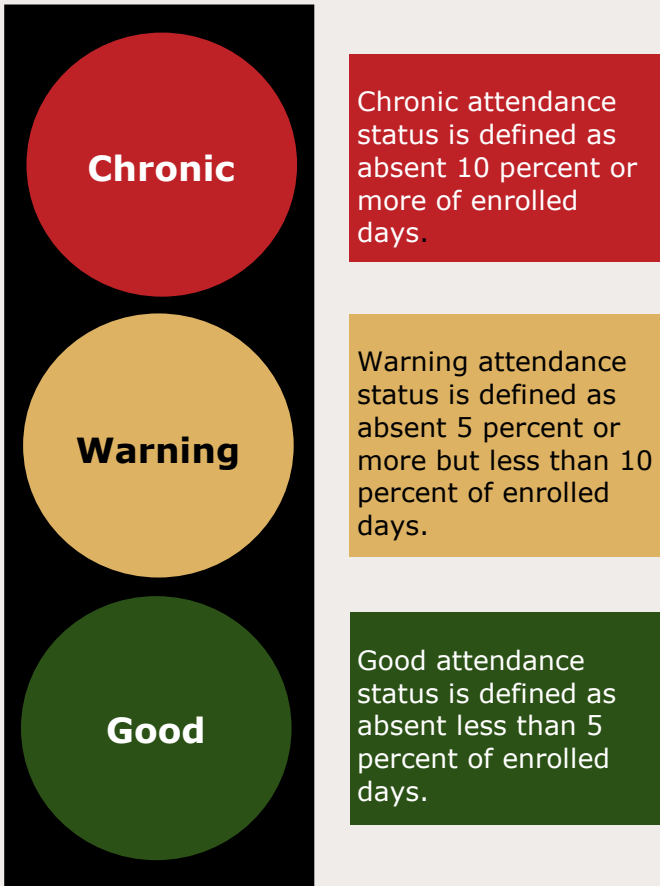 Chronic
Chronic attendance
status is defined as
absent 10 percent or
more of enrolled
days.
Warning
Warning attendance
status is defined as
absent 5 percent or
more but less than 10
percent of enrolled
days.
Good
Good attendance
status is defined as
absent less than 5
percent of enrolled
days.